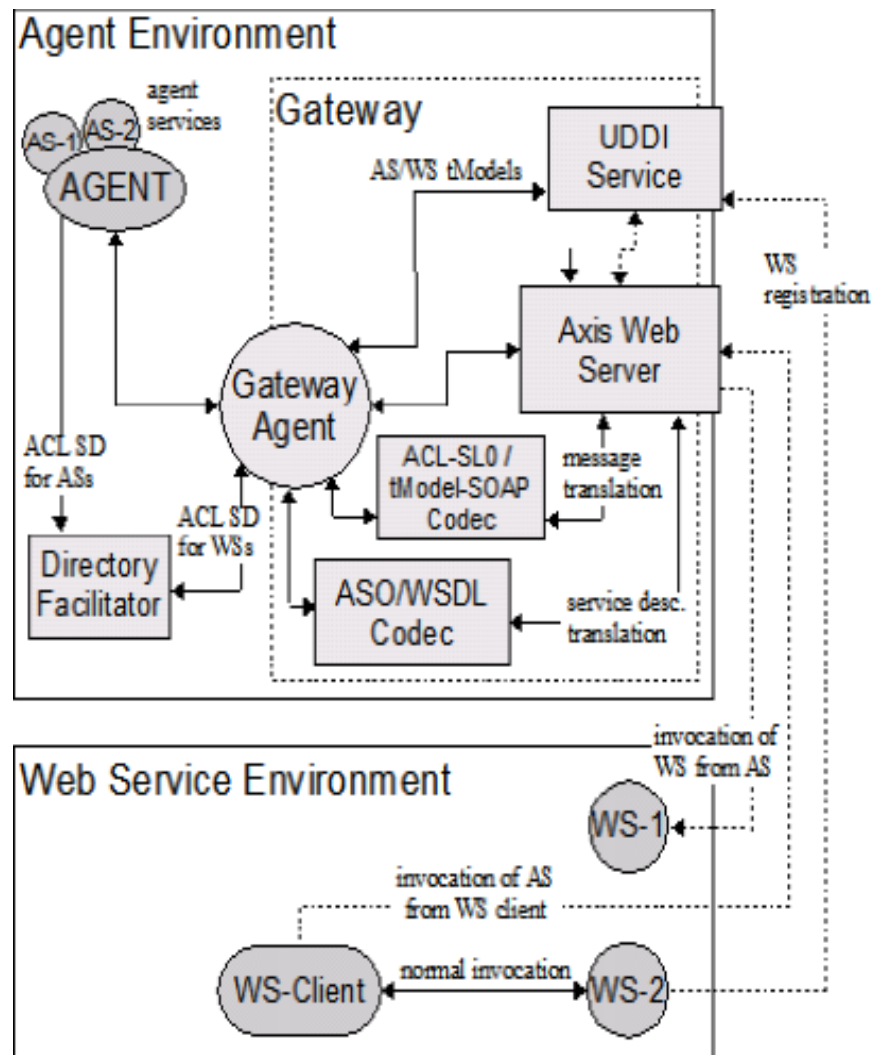 Agent Environment
agent
services
AS-1
AS-2
AGENT
Gateway
UDDI
Service
AS/WS tModels
WS
registration
Axis Web
Server
Gateway
Agent
ACL SD
for ASs
ACL SD
for WSs
ACL-SL0 /
tModel-SOAP
Codec
message
translation
Directory
Facilitator
ASO/WSDL
Codec
service desc.
translation
invocation of
WS from AS
Web Service Environment
WS-1
invocation of AS
from WS client
WS-Client
normal invocation
WS-2